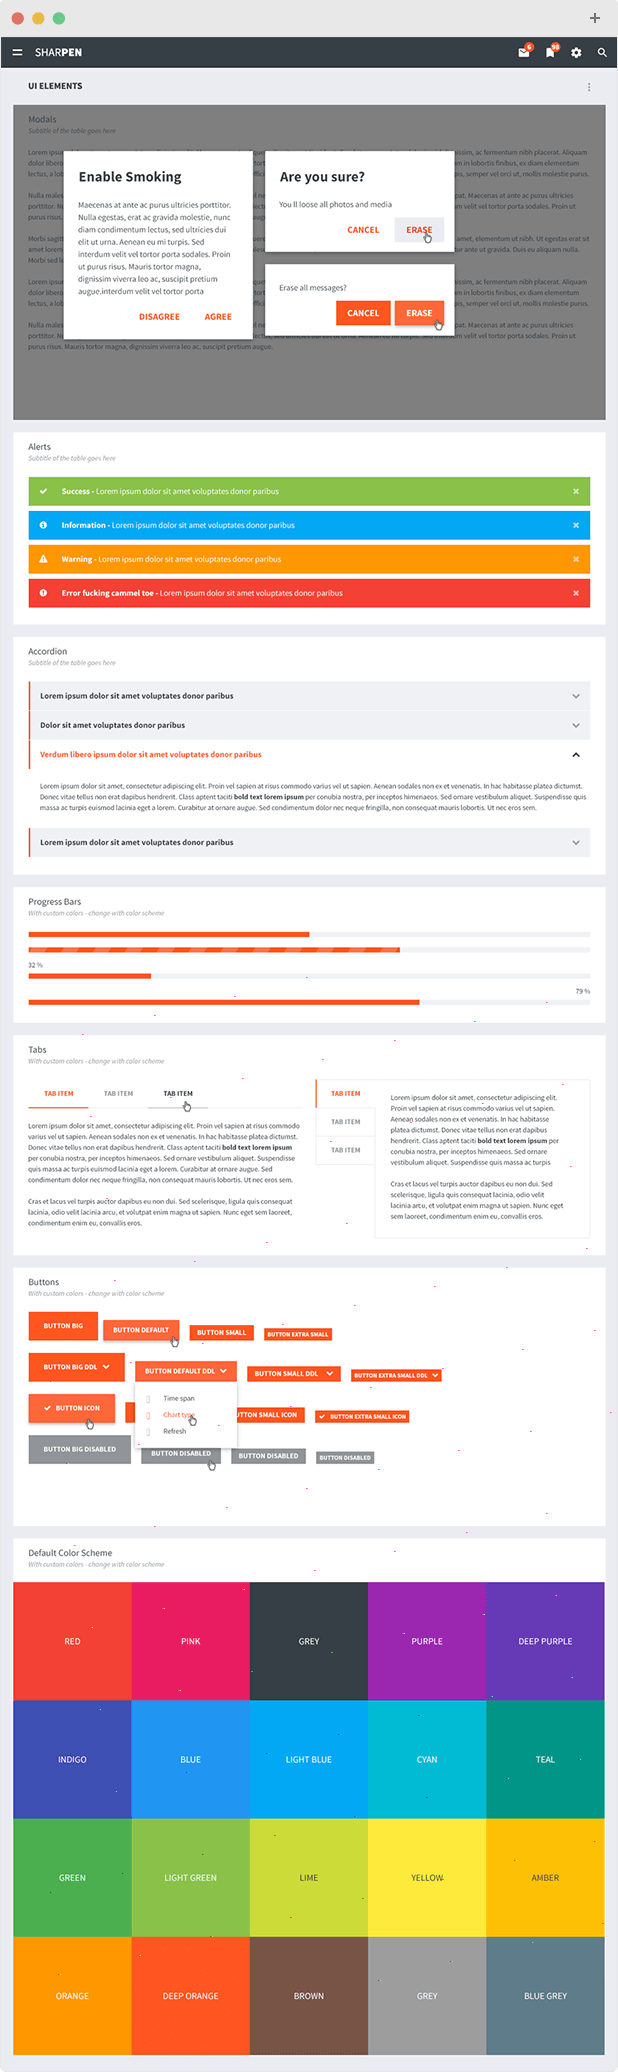 SHARPEN
6
98
UI ELEMENTS
Modals
Subtitle of the table goes here
Enable Smoking
Maecenas at ante ac purus ultricies porttitor.
Nulla egestas, erat ac gravida molestie, nunc
diam condimentum lectus, sed ultricies dui
elit ut urna. Aenean eu mi turpis. Sed
interdum velit vel tortor porta sodales. Proin
ut purus risus. Mauris tortor magna,
dignissim viverra leo ac, suscipit pretium
augue.interdum velit vel tortor porta
DISAGREE
AGREE
Are you sure?
You ll loose all photos and media
CANCEL
ERASE
Erase all messages?
CANCEL
ERASE
purus risus. Mauris tortor magna, dignissim viverra leo ac, suscipit pretium augue.
Alerts
Subtitle of the table goes here
Success - Lorem ipsum dolor sit amet voluptates donor paribus
Information - Lorem ipsum dolor sit amet voluptates donor paribus
Warning - Lorem ipsum dolor sit amet voluptates donor paribus
Error fucking cammel toe - Lorem ipsum dolor sit amet voluptates donor paribus
Accordion
Subtitle of the table goes here
Lorem ipsum dolor sit amet voluptates donor paribus
Dolor sit amet voluptates donor paribus
Verdum libero ipsum dolor sit amet voluptates donor paribus
Lorem ipsum dolor sit amet, consectetur adipiscing elit. Proin vel sapien at risus commodo varius vel ut sapien. Aenean sodales non ex et venenatis. In hac habitasse platea dictumst.
Donec vitae tellus non erat dapibus hendrerit. Class aptent taciti bold text lorem ipsum per conubia nostra, per inceptos himenaeos. Sed ornare vestibulum aliquet. Suspendisse quis
massa ac turpis euismod lacinia eget a lorem. Curabitur at ornare augue. Sed condimentum dolor nec neque fringilla, non consequat mauris lobortis. Ut nec eros sem.
Lorem ipsum dolor sit amet voluptates donor paribus
Progress Bars
With custom colors - change with color scheme
32 %
79 %
Tabs
With custom colors - change with color scheme
TAB ITEM
TAB ITEM
TAB ITEM
Lorem ipsum dolor sit amet, consectetur adipiscing elit. Proin vel sapien at risus commodo
varius vel ut sapien. Aenean sodales non ex et venenatis. In hac habitasse platea dictumst.
Donec vitae tellus non erat dapibus hendrerit. Class aptent taciti bold text lorem ipsum
per conubia nostra, per inceptos himenaeos. Sed ornare vestibulum aliquet. Suspendisse
quis massa ac turpis euismod lacinia eget a lorem. Curabitur at ornare augue. Sed
condimentum dolor nec neque fringilla, non consequat mauris lobortis. Ut nec eros sem.
Cras et lacus vel turpis auctor dapibus eu non dui. Sed scelerisque, ligula quis consequat
lacinia, odio velit lacinia arcu, et volutpat enim magna ut sapien. Nunc eget sem laoreet,
condimentum enim eu, convallis eros.
TAB ITEM
TAB ITEM
TAB ITEM
Lorem ipsum dolor sit amet, consectetur adipiscing elit.
Proin vel sapien at risus commodo varius vel ut sapien.
Aenean sodales non ex et venenatis. In hac habitasse
platea dictumst. Donec vitae tellus non erat dapibus
hendrerit. Class aptent taciti bold text lorem ipsum per
conubia nostra, per inceptos himenaeos. Sed ornare
vestibulum aliquet. Suspendisse quis massa ac turpis
Cras et lacus vel turpis auctor dapibus eu non dui. Sed
scelerisque, ligula quis consequat lacinia, odio velit
lacinia arcu, et volutpat enim magna ut sapien. Nunc eget
sem laoreet, condimentum enim eu, convallis eros.
Buttons
With custom colors - change with color scheme
BUTTON BIG
BUTTON DEFAULT
BUTTON SMALL
BUTTON EXTRA SMALL
BUTTON BIG DDL
BUTTON DEFAULT DDL
BUTTON SMALL DDL
BUTTON EXTRA SMALL DDL
Time span
Chart type
Refresh
BUTTON ICON
BUTTON SMALL ICON
BUTTON EXTRA SMALL ICON
BUTTON BIG DISABLED
BUTTON DISABLED
BUTTON DISABLED
BUTTON DISABLED
Default Color Scheme
With custom colors - change with color scheme
RED
PINK
GREY
PURPLE
DEEP PURPLE
INDIGO
BLUE
LIGHT BLUE
CYAN
TEAL
GREEN
LIGHT GREEN
LIME
YELLOW
AMBER
ORANGE
DEEP ORANGE
BROWN
GREY
BLUE GREY